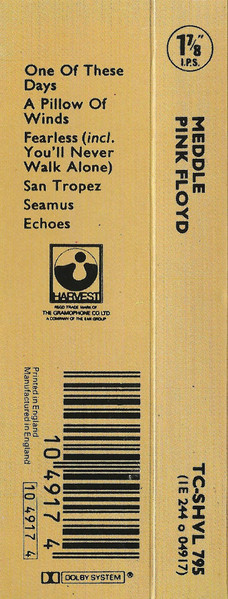 One Of These
Days
A Pillow Of
Winds
Fearless (incl.
You'll Never
Walk Alone)
San Tropez
Seamus
Echoes
HARVEST
REGD TRADE MARK OF
THE GRAMOPHONE CO LTD
A COMPANY OF THE EMI GROUP
Printed in England
Manufactured in England
10 4917 4
10 4917 4
DOLBY SYSTEM ®
1⅞"
I.P.S.
MEDDLE
PINK FLOYD
TC-SHVL 795
(1E 244 o 04917)